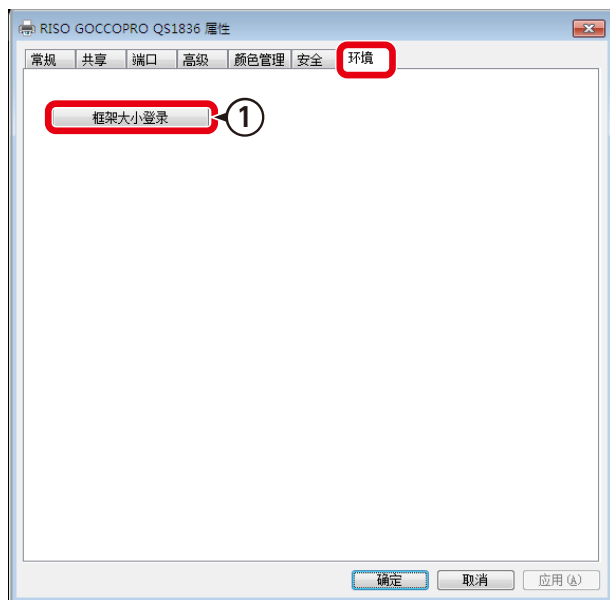 RISO GOCCOPRO QS1836 属性
常规 共享 端口 高级 颜色管理 安全 环境
框架大小登录 1
确定 取消 应用(A)